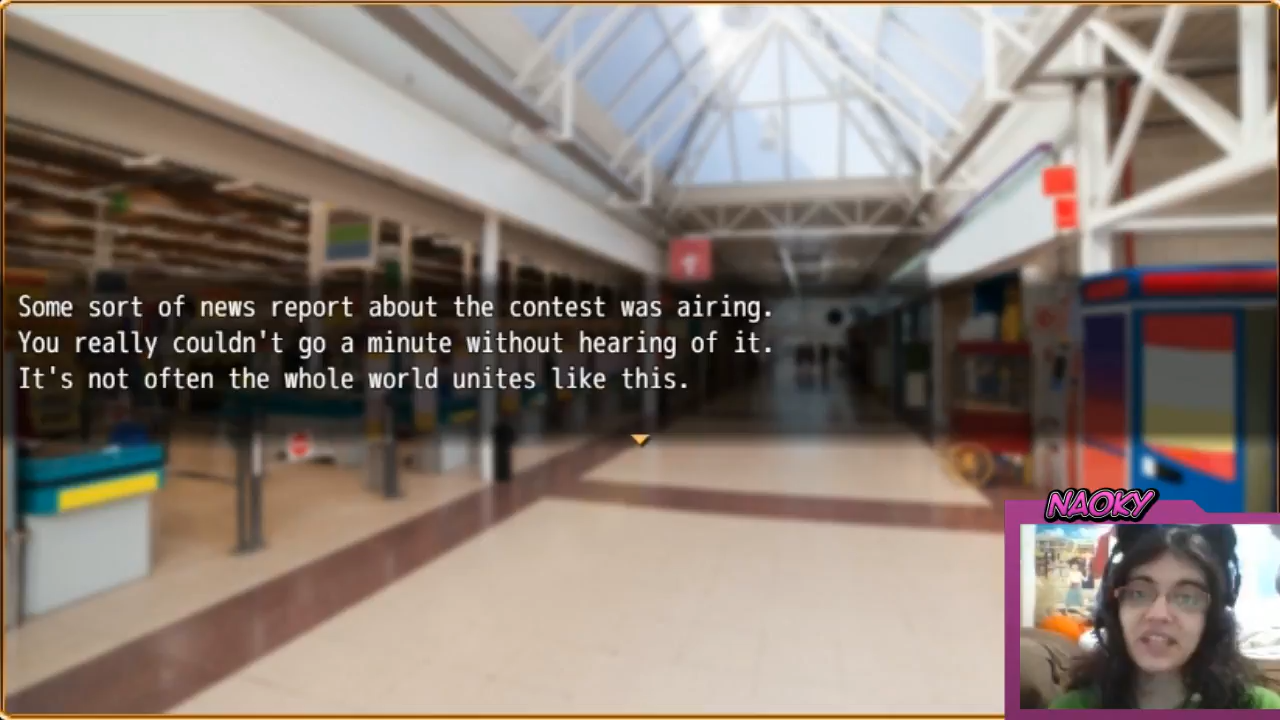 Some sort of news report about the contest was airing.
You really couldn't go a minute without hearing of it.
It's not often the whole world unites like this.
NAOKY